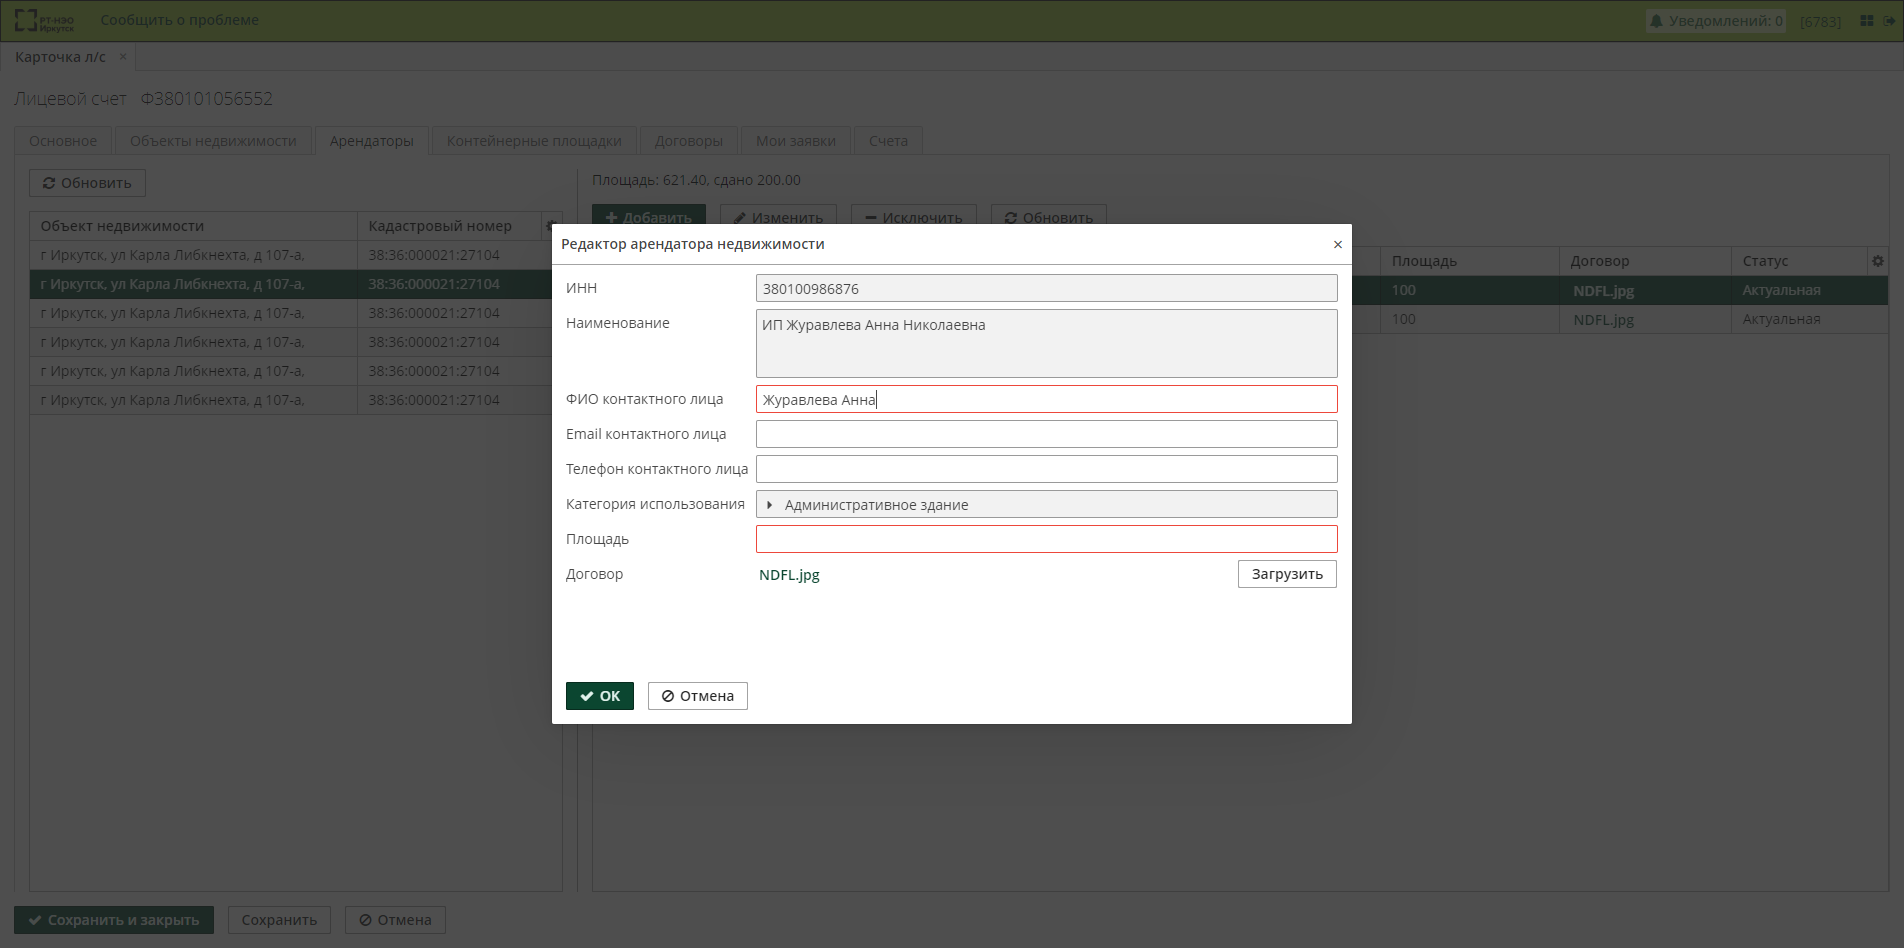 РТ-НЭО
Иркутск
Сообщить о проблеме
Уведомлений: 0
[6783]
Карточка л/с ×
Лицевой счет Ф380101056552
Основное
Объекты недвижимости
Арендаторы
Контейнерные площадки
Договоры
Мои заявки
Счета
Обновить
Объект недвижимости Кадастровый номер
г Иркутск, ул Карла Либкнехта, д 107-а, 38:36:000021:27104
г Иркутск, ул Карла Либкнехта, д 107-а, 38:36:000021:27104
г Иркутск, ул Карла Либкнехта, д 107-а, 38:36:000021:27104
г Иркутск, ул Карла Либкнехта, д 107-а, 38:36:000021:27104
г Иркутск, ул Карла Либкнехта, д 107-а, 38:36:000021:27104
г Иркутск, ул Карла Либкнехта, д 107-а, 38:36:000021:27104
Площадь: 621.40, сдано 200.00
Добавить
Изменить
Исключить
Обновить
Площадь Договор Статус
100 NDFL.jpg Актуальная
100 NDFL.jpg Актуальная
Редактор арендатора недвижимости ×
ИНН 380100986876
Наименование ИП Журавлева Анна Николаевна
ФИО контактного лица Журавлева Анна
Email контактного лица
Телефон контактного лица
Категория использования Административное здание
Площадь
Договор NDFL.jpg Загрузить
OK
Отмена
Сохранить и закрыть
Сохранить
Отмена